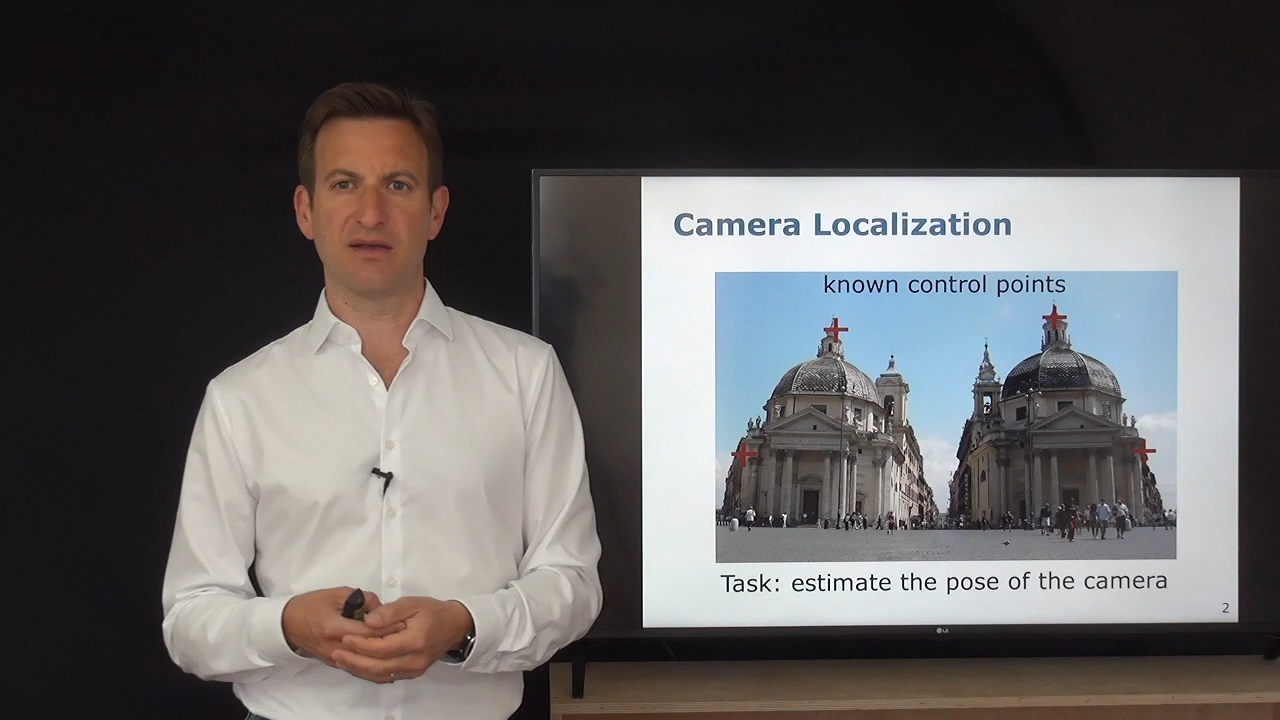 Camera Localization
known control points
Task: estimate the pose of the camera
2
LG